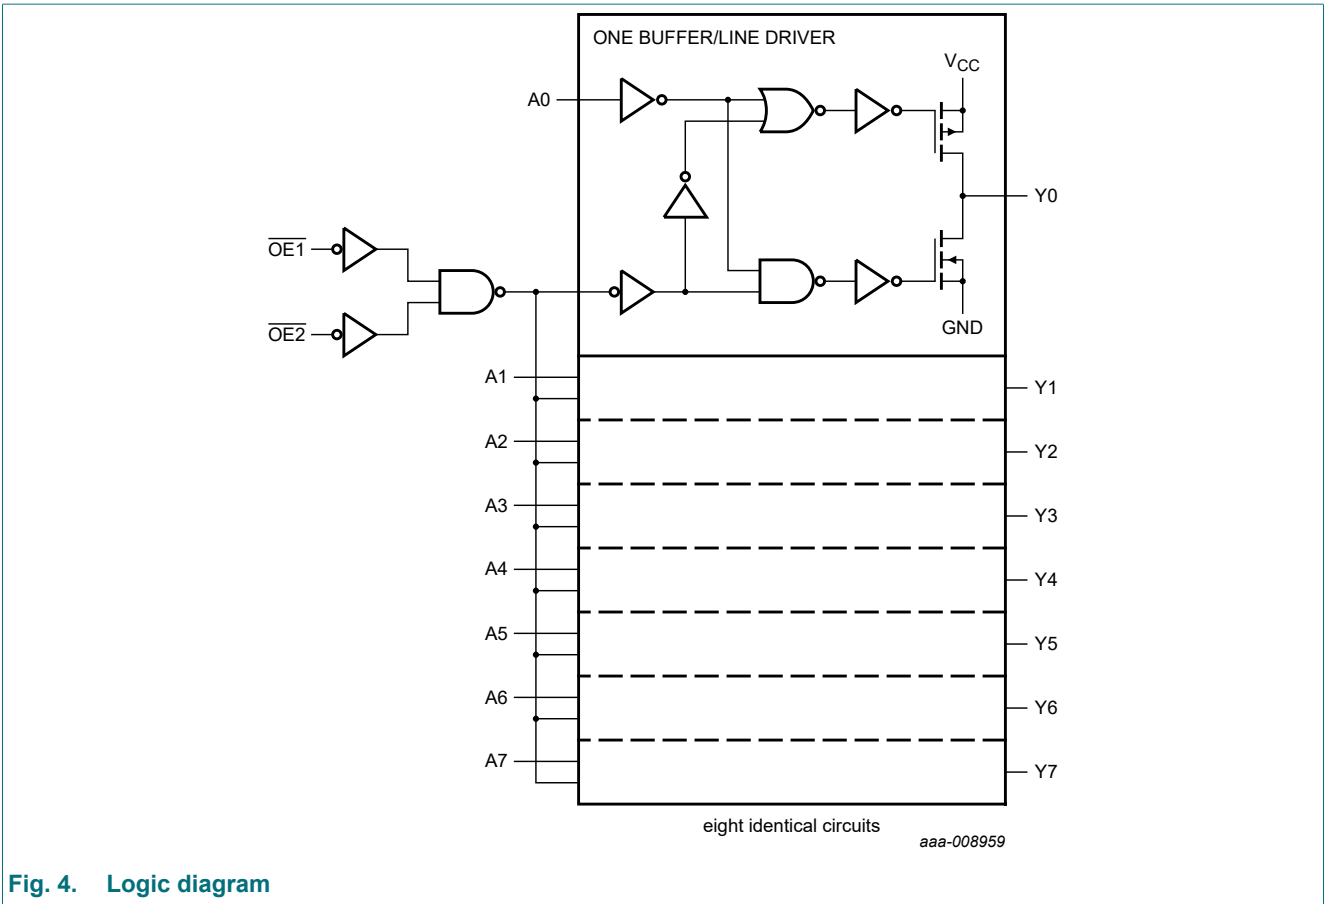 ONE BUFFER/LINE DRIVER
VCC
A0
Y0
OE1
OE2
GND
A1
Y1
A2
Y2
A3
Y3
A4
Y4
A5
Y5
A6
Y6
A7
Y7
eight identical circuits
aaa-008959
Fig. 4. Logic diagram